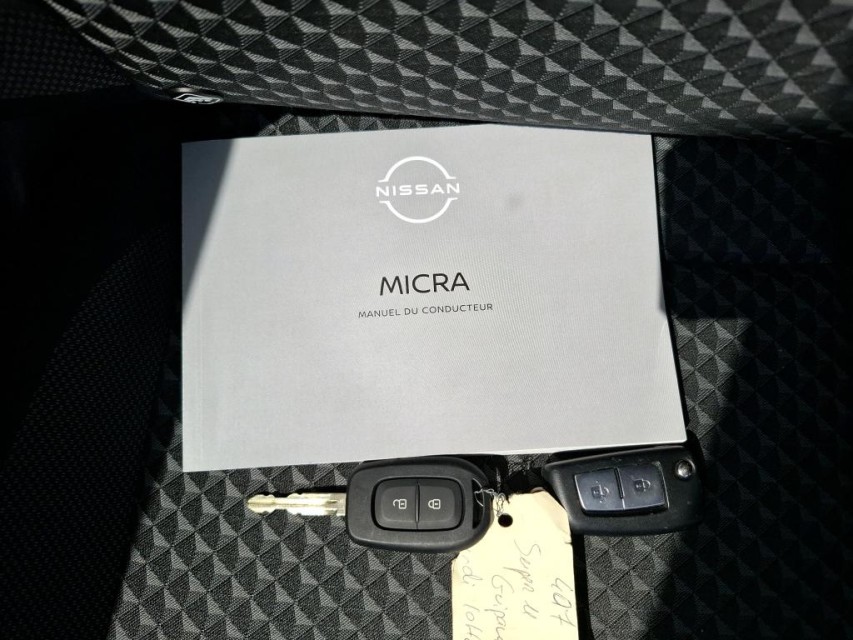 NISSAN
MICRA
MANUEL DU CONDUCTEUR
407